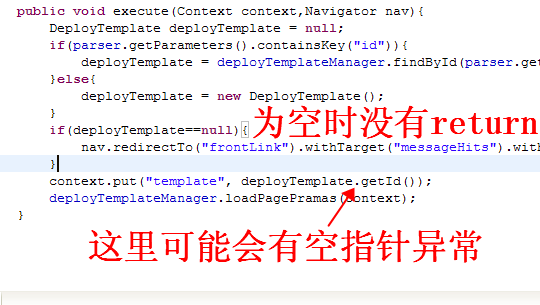 public void execute(Context context,Navigator nav){
DeployTemplate deployTemplate = null;
if(parser.getParameters().containsKey("id")){
deployTemplate = deployTemplateManager.findById(parser.get
}else{
deployTemplate = new DeployTemplate();
}
if(deployTemplate==null){ 为空时没有return
nav.redirectTo("frontLink").withTarget("messageHits").with
}
context.put("template", deployTemplate.getId());
deployTemplateManager.loadPagePramas(context);
}
这里可能会有空指针异常